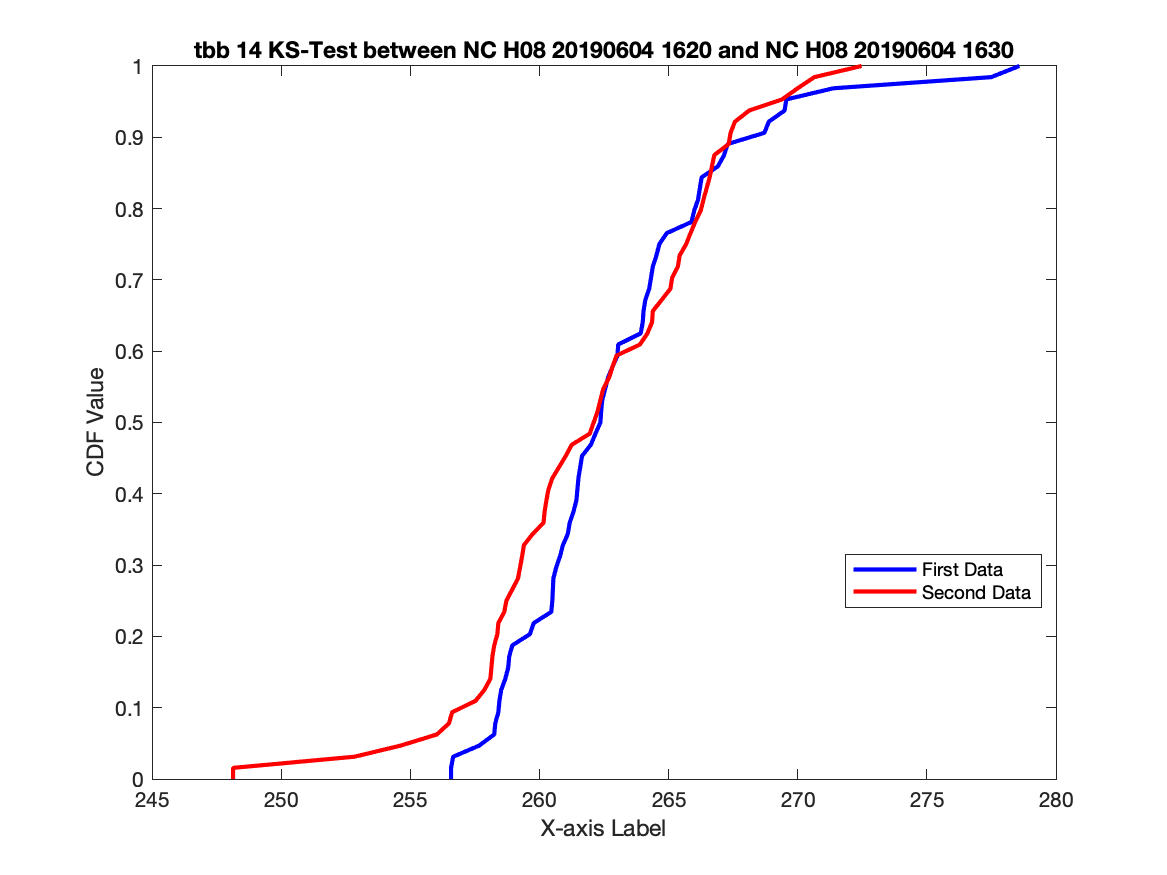 tbb 14 KS-Test between NC H08 20190604 1620 and NC H08 20190604 1630
1
0.9
0.8
0.7
0.6
0.5
0.4
0.3
0.2
0.1
0
CDF Value
First Data
Second Data
245 250 255 260 265 270 275 280
X-axis Label